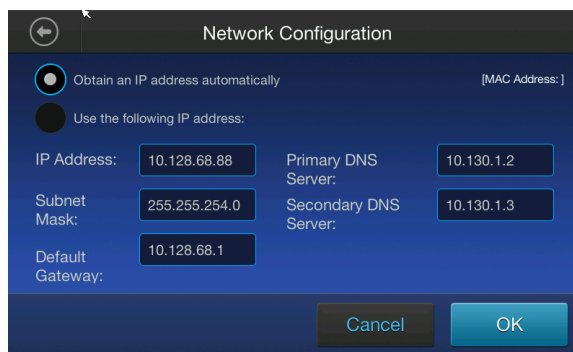 Network Configuration
Obtain an IP address automatically
[MAC Address: ]
Use the following IP address:
IP Address:
10.128.68.88
Primary DNS
Server:
10.130.1.2
Subnet
Mask:
255.255.254.0
Secondary DNS
Server:
10.130.1.3
Default
Gateway:
10.128.68.1
Cancel
OK